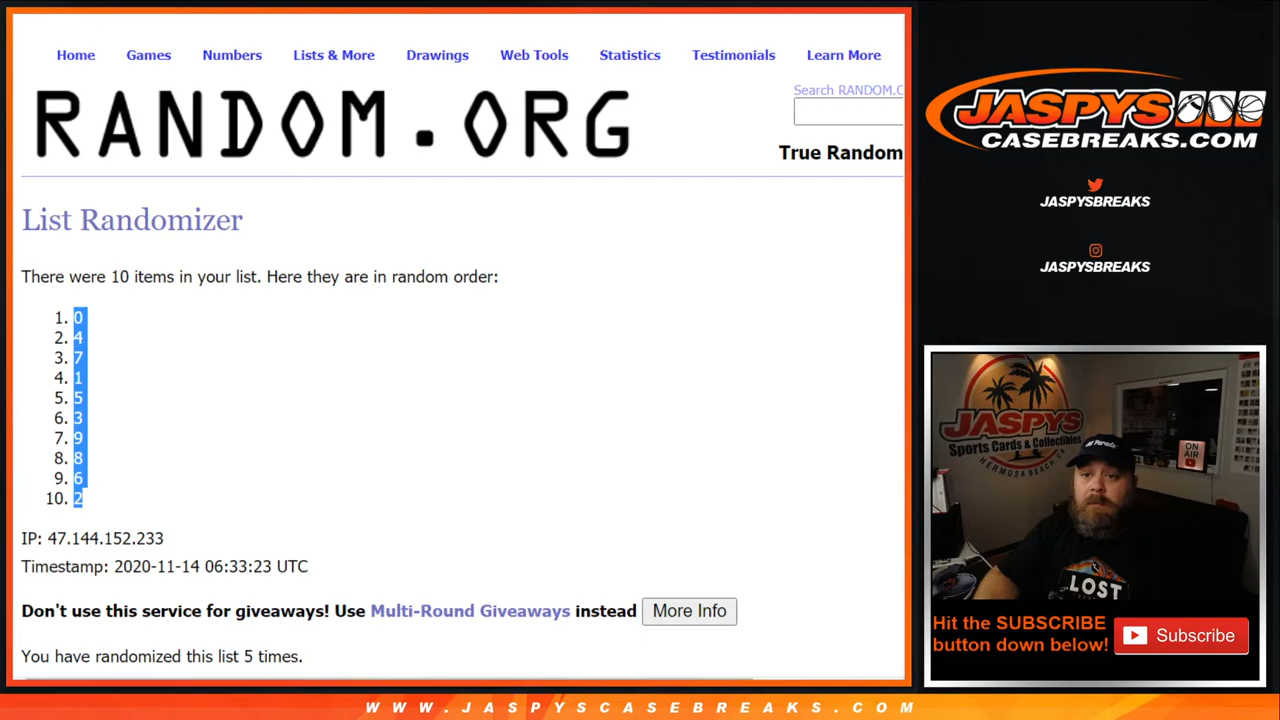 Home Games Numbers Lists & More Drawings Web Tools Statistics Testimonials Learn More
RANDOM.ORG
Search RANDOM.C
True Random
List Randomizer
There were 10 items in your list. Here they are in random order:
1. 0
2. 4
3. 7
4. 1
5. 5
6. 3
7. 9
8. 8
9. 6
10. 2
IP: 47.144.152.233
Timestamp: 2020-11-14 06:33:23 UTC
Don't use this service for giveaways! Use Multi-Round Giveaways instead More Info
You have randomized this list 5 times.
JASPYS
CASEBREAKS.COM
JASPYSBREAKS
JASPYSBREAKS
JASPYS
Sports Cards & Collectibles
HERMOSA BEACH, CA
ON
AIR
LOST
Hit the SUBSCRIBE
button down below!
Subscribe
WWW.JASPYSCASEBREAKS.COM